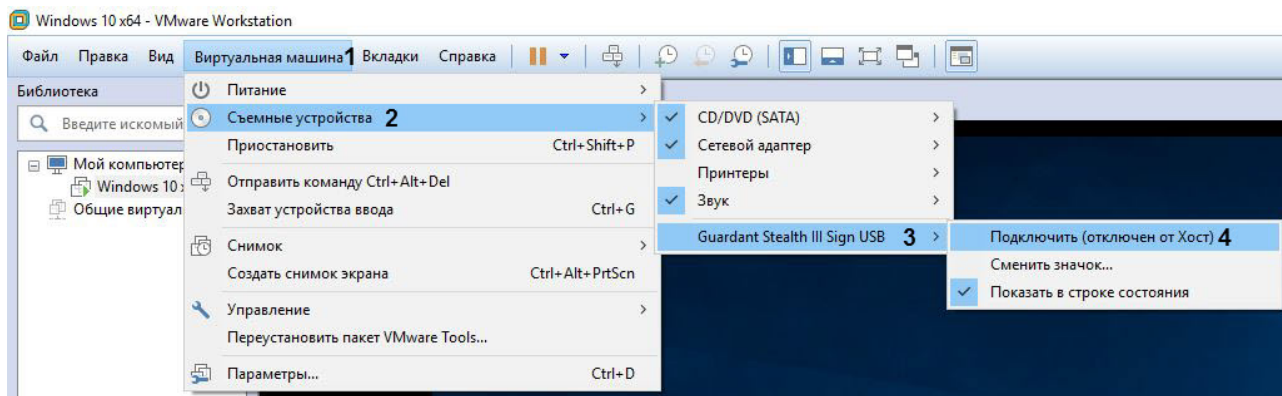 Windows 10 x64 - VMware Workstation
Файл Правка Вид Виртуальная машина 1 Вкладки Справка
Библиотека
Введите искомый
Мой компьютер
Windows 10 x
Общие виртуал
Питание
Съемные устройства 2
Приостановить Ctrl+Shift+P
Отправить команду Ctrl+Alt+Del
Захват устройства ввода Ctrl+G
Снимок
Создать снимок экрана Ctrl+Alt+PrtScn
Управление
Переустановить пакет VMware Tools...
Параметры... Ctrl+D
CD/DVD (SATA)
Сетевой адаптер
Принтеры
Звук
Guardant Stealth III Sign USB 3
Подключить (отключен от Хост) 4
Сменить значок...
Показать в строке состояния